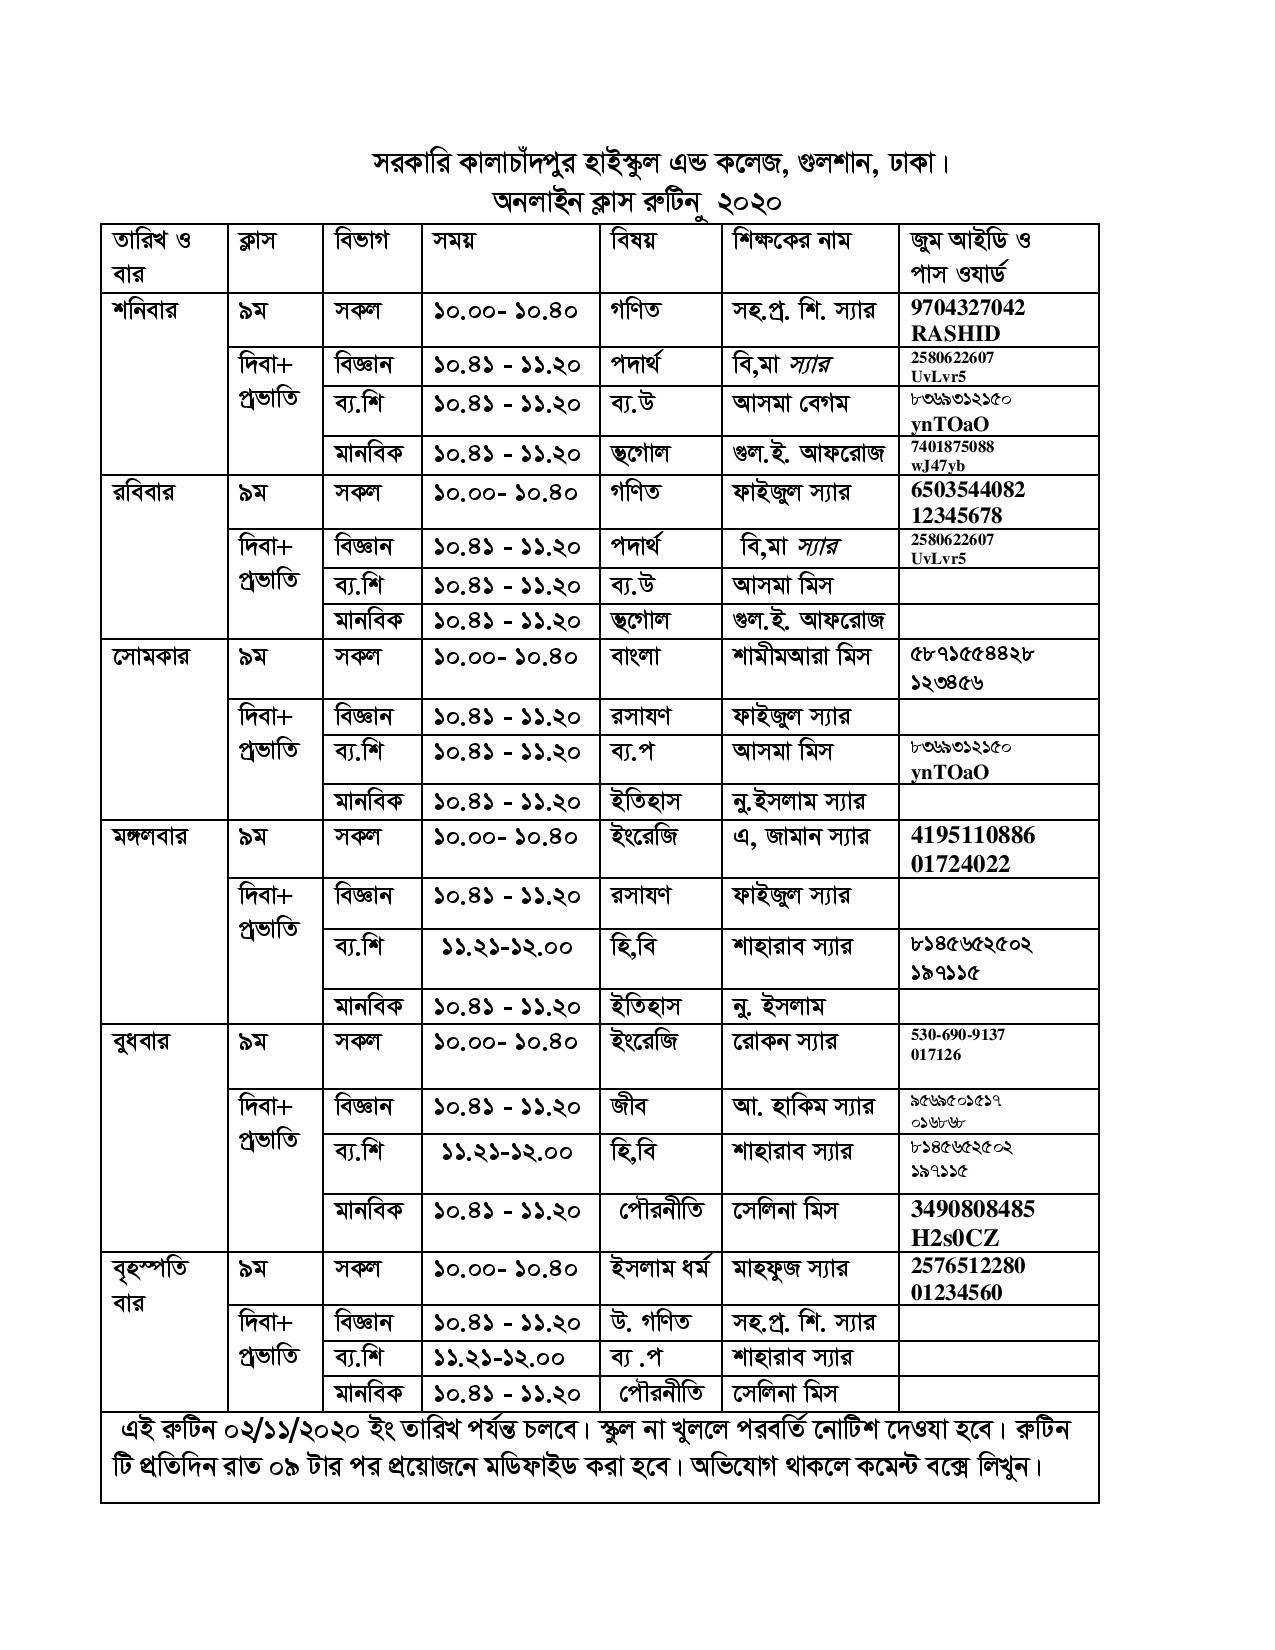 সরকারি কালাচাঁদপুর হাইস্কুল এন্ড কলেজ, গুলশান, ঢাকা।
অনলাইন ক্লাস রুটিনু ২০২০
তারিখ ও বার ক্লাস বিভাগ সময় বিষয় শিক্ষকের নাম জুম আইডি ও পাস ওযার্ড
শনিবার ৯ম সকল ১০.০০- ১০.৪০ গণিত সহ.প্র. শি. স্যার 9704327042 RASHID
দিবা+ প্রভাতি বিজ্ঞান ১০.৪১ - ১১.২০ পদার্থ বি,মা স্যার 2580622607 UvLvr5
ব্য.শি ১০.৪১ - ১১.২০ ব্য.উ আসমা বেগম ৮৩৬৯৩১২১৫০ ynTOaO
মানবিক ১০.৪১ - ১১.২০ ভূগোল গুল.ই. আফরোজ 7401875088 wJ47yb
রবিবার ৯ম সকল ১০.০০- ১০.৪০ গণিত ফাইজুল স্যার 6503544082 12345678
দিবা+ প্রভাতি বিজ্ঞান ১০.৪১ - ১১.২০ পদার্থ বি,মা স্যার 2580622607 UvLvr5
ব্য.শি ১০.৪১ - ১১.২০ ব্য.উ আসমা মিস
মানবিক ১০.৪১ - ১১.২০ ভূগোল গুল.ই. আফরোজ
সোমকার ৯ম সকল ১০.০০- ১০.৪০ বাংলা শামীমআরা মিস ৫৮৭১৫৫৪৪২৮ ১২৩৪৫৬
দিবা+ প্রভাতি বিজ্ঞান ১০.৪১ - ১১.২০ রসাযণ ফাইজুল স্যার
ব্য.শি ১০.৪১ - ১১.২০ ব্য.প আসমা মিস ৮৩৬৯৩১২১৫০ ynTOaO
মানবিক ১০.৪১ - ১১.২০ ইতিহাস নু.ইসলাম স্যার
মঙ্গলবার ৯ম সকল ১০.০০- ১০.৪০ ইংরেজি এ, জামান স্যার 4195110886 01724022
দিবা+ প্রভাতি বিজ্ঞান ১০.৪১ - ১১.২০ রসাযণ ফাইজুল স্যার
ব্য.শি ১১.২১-১২.০০ হি,বি শাহারাব স্যার ৮১৪৫৬৫২৫০২ ১৯৭১১৫
মানবিক ১০.৪১ - ১১.২০ ইতিহাস নু. ইসলাম
বুধবার ৯ম সকল ১০.০০- ১০.৪০ ইংরেজি রোকন স্যার 530-690-9137 017126
দিবা+ প্রভাতি বিজ্ঞান ১০.৪১ - ১১.২০ জীব আ. হাকিম স্যার ৯৫৬৯৫০১৫১৭ ০১৬৮৬৮
ব্য.শি ১১.২১-১২.০০ হি,বি শাহারাব স্যার ৮১৪৫৬৫২৫০২ ১৯৭১১৫
মানবিক ১০.৪১ - ১১.২০ পৌরনীতি সেলিনা মিস 3490808485 H2s0CZ
বৃহস্পতি বার ৯ম সকল ১০.০০- ১০.৪০ ইসলাম ধর্ম মাহফুজ স্যার 2576512280 01234560
দিবা+ প্রভাতি বিজ্ঞান ১০.৪১ - ১১.২০ উ. গণিত সহ.প্র. শি. স্যার
ব্য.শি ১১.২১-১২.০০ ব্য .প শাহারাব স্যার
মানবিক ১০.৪১ - ১১.২০ পৌরনীতি সেলিনা মিস
এই রুটিন ০২/১১/২০২০ ইং তারিখ পর্যন্ত চলবে। স্কুল না খুললে পরবর্তি নোটিশ দেওযা হবে। রুটিন
টি প্রতিদিন রাত ০৯ টার পর প্রয়োজনে মডিফাইড করা হবে। অভিযোগ থাকলে কমেন্ট বক্সে লিখুন।